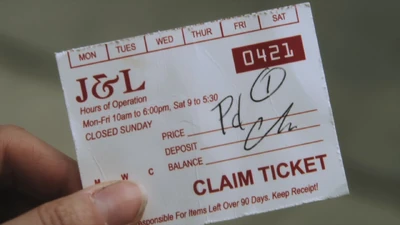 MON TUES WED THUR FRI SAT
J&L
0421
Hours of Operation
Mon-Fri 10am to 6:00pm, Sat 9 to 5:30
CLOSED SUNDAY
PRICE Pd 1
DEPOSIT
BALANCE
M W C
CLAIM TICKET
Responsible For Items Left Over 90 Days. Keep Receipt!